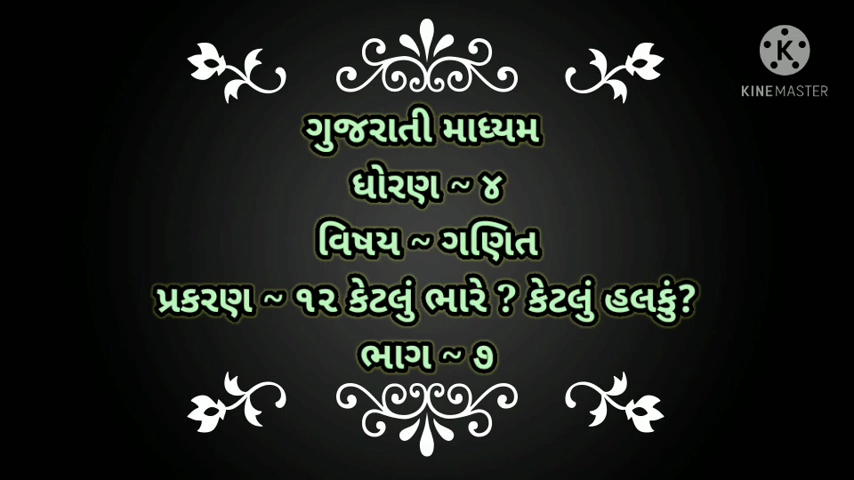 KINEMASTER
ગુજરાતી માધ્યમ
ધોરણ ~ ૪
વિષય ~ ગણિત
પ્રકરણ ~ ૧૨ કેટલું ભારે ? કેટલું હલકું?
ભાગ ~ ૭